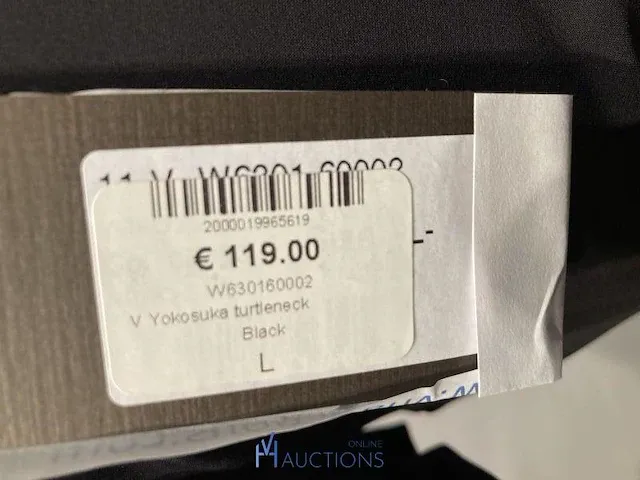 2000019965619
€ 119.00
W630160002
V Yokosuka turtleneck
Black
L
ONLINE
AUCTIONS